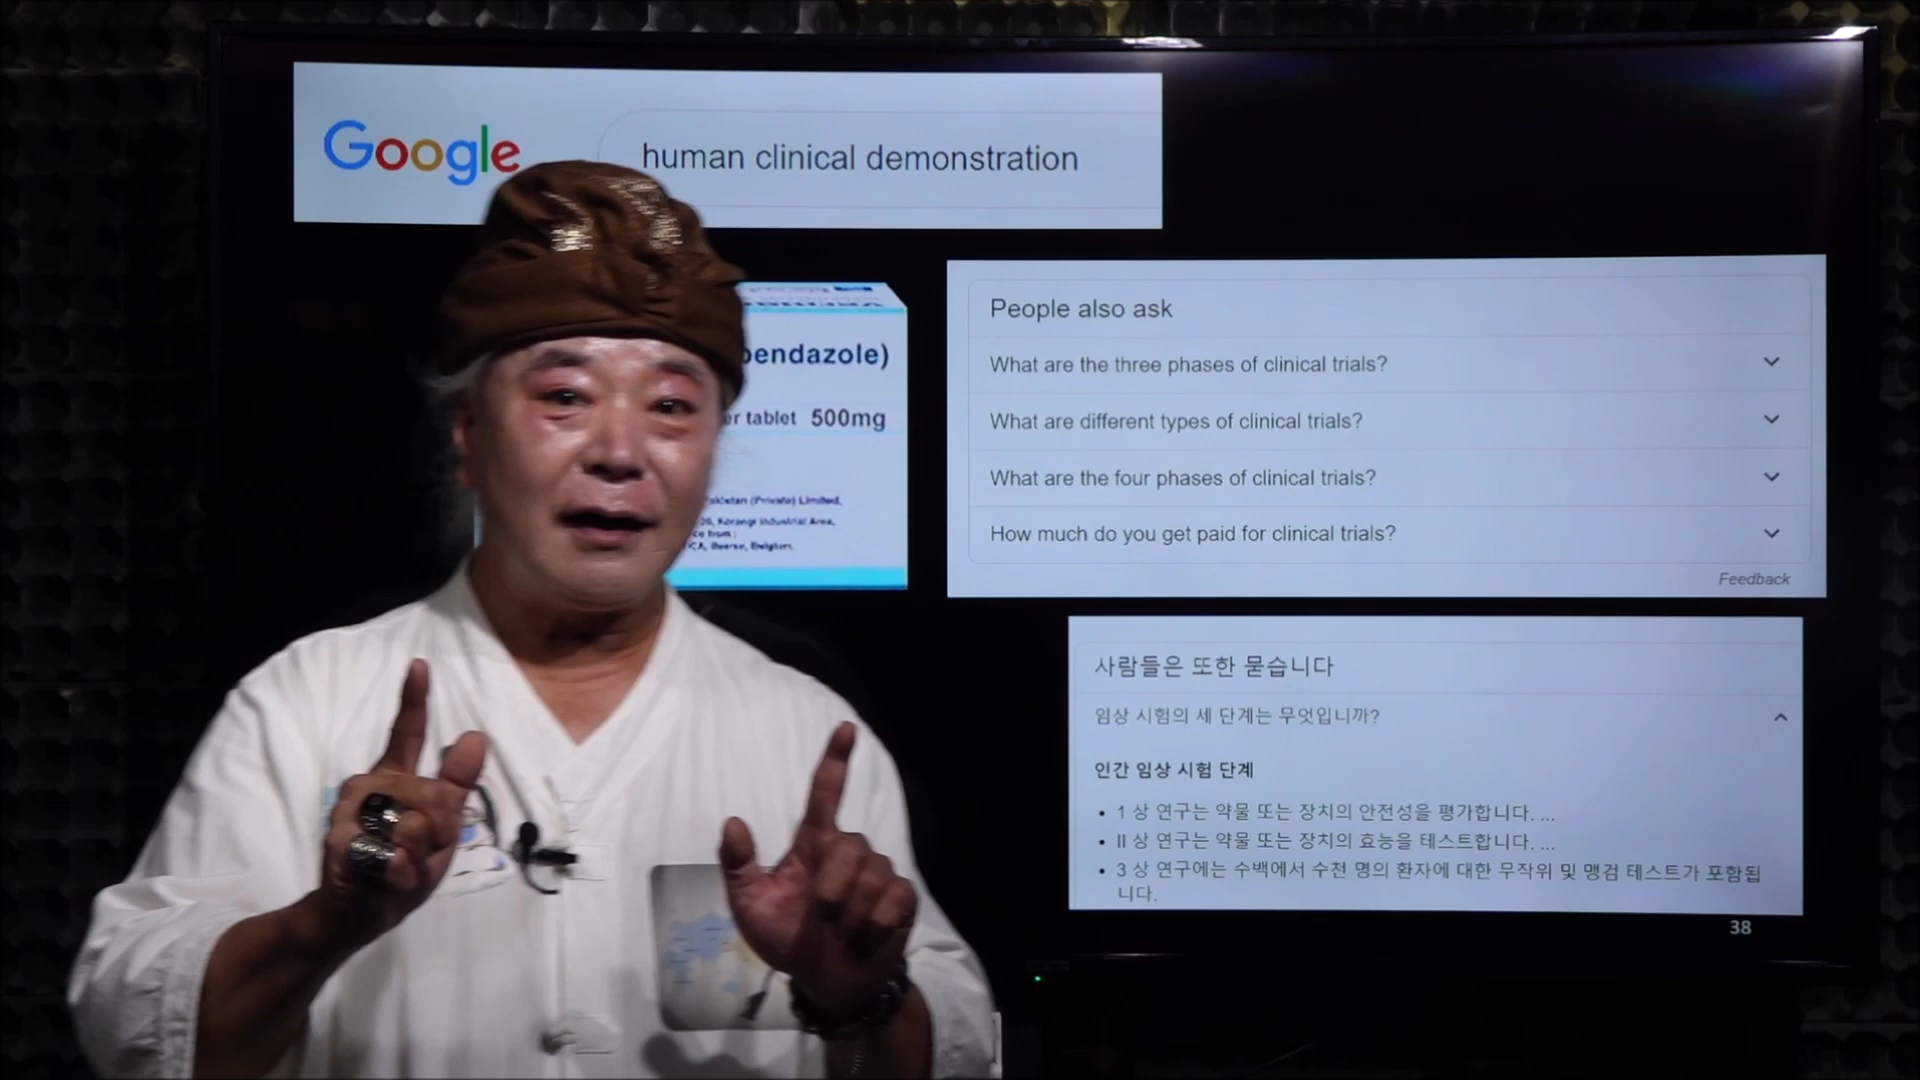 Google
human clinical demonstration
People also ask
What are the three phases of clinical trials?
What are different types of clinical trials?
What are the four phases of clinical trials?
How much do you get paid for clinical trials?
Feedback
bendazole)
er tablet 500mg
(Private) Limited,
Korangi Industrial Area,
Beerse, Belgium.
사람들은 또한 묻습니다
임상 시험의 세 단계는 무엇입니까?
인간 임상 시험 단계
• 1 상 연구는 약물 또는 장치의 안전성을 평가합니다. ...
• II 상 연구는 약물 또는 장치의 효능을 테스트합니다. ...
• 3 상 연구에는 수백에서 수천 명의 환자에 대한 무작위 및 맹검 테스트가 포함됩
니다.
38